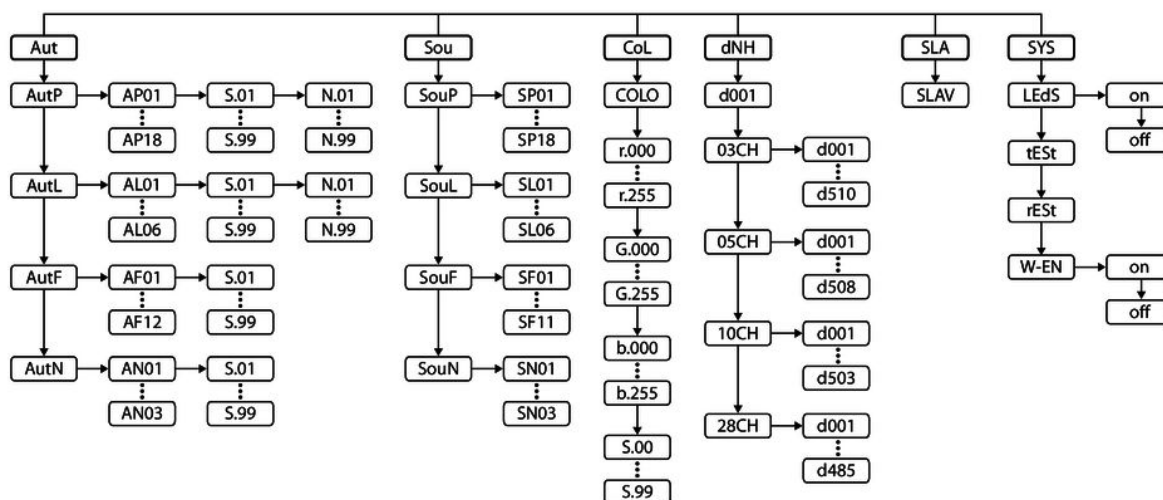 Aut Sou CoL dNH SLA SYS
AutP AP01 S.01 N.01 SouP SP01 COLO d001 SLAV LEdS on
AP18 S.99 N.99 SP18 r.000 03CH d001 tESt off
AutL AL01 S.01 N.01 SouL SL01 r.255 d510 rESt
AL06 S.99 N.99 SL06 G.000 05CH d001 W-EN on
AutF AF01 S.01 SouF SF01 G.255 d508 off
AF12 S.99 SF11 b.000 10CH d001
AutN AN01 S.01 SouN SN01 b.255 d503
AN03 S.99 SN03 S.00 28CH d001
S.99 d485